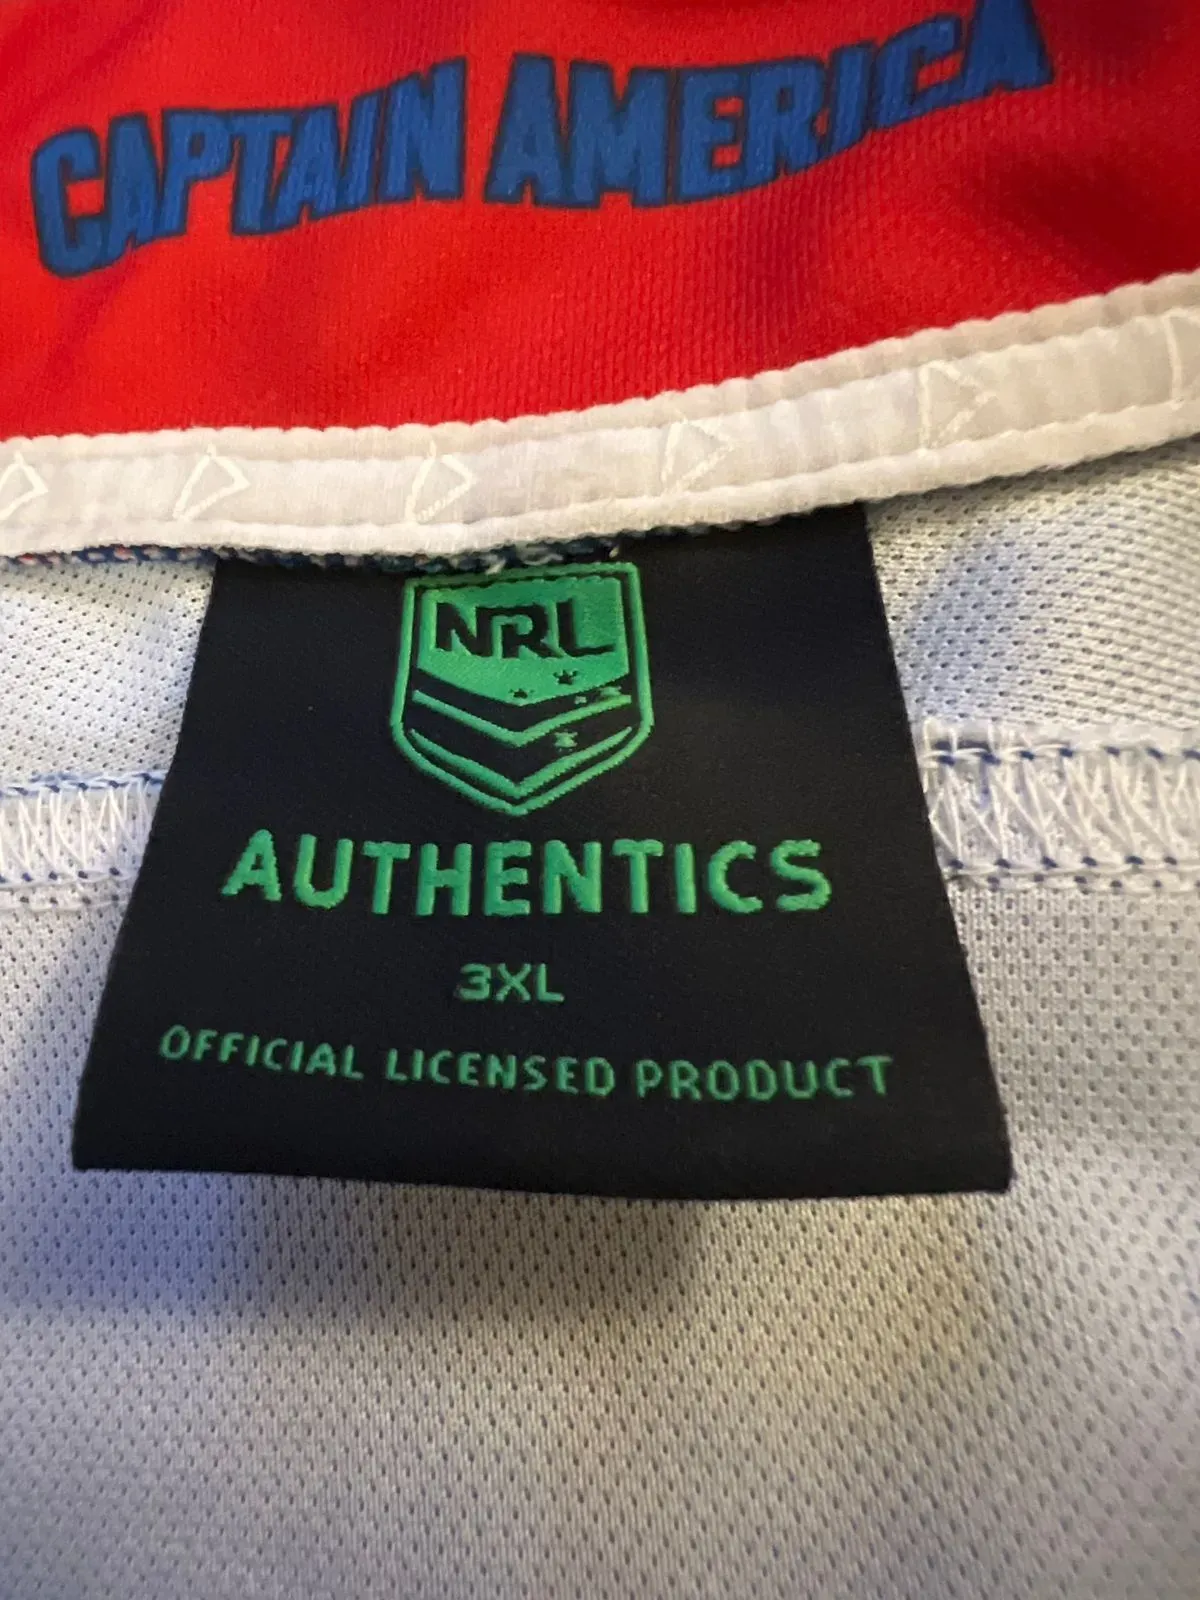 CAPTAIN AMERICA
NRL
AUTHENTICS
3XL
OFFICIAL LICENSED PRODUCT